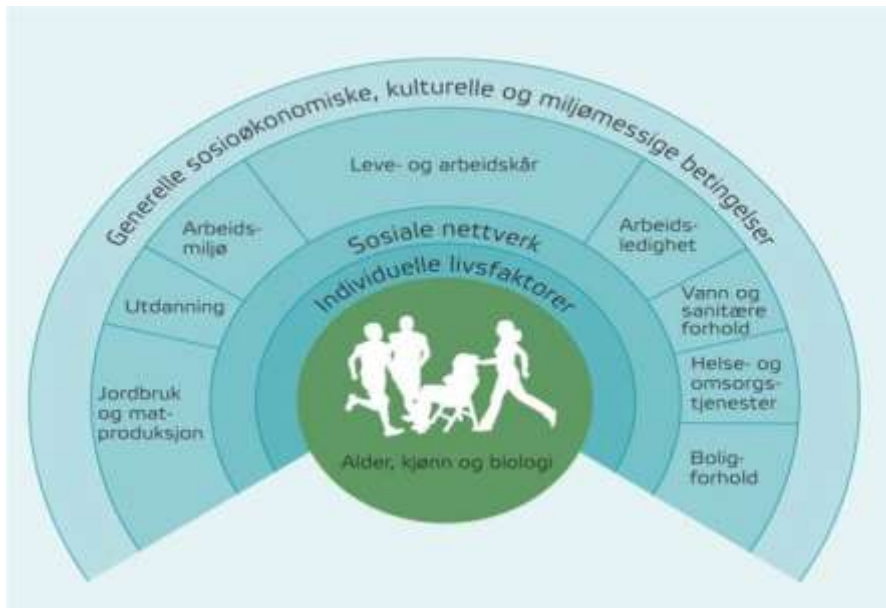 Generelle sosioøkonomiske, kulturelle og miljømessige betingelser
Leve- og arbeidskår
Arbeids-
miljø
Arbeids-
ledighet
Sosiale nettverk
Individuelle livsfaktorer
Utdanning
Vann og
sanitære
forhold
Jordbruk
og mat-
produksjon
Helse- og
omsorgs-
tjenester
Alder, kjønn og biologi
Bolig-
forhold